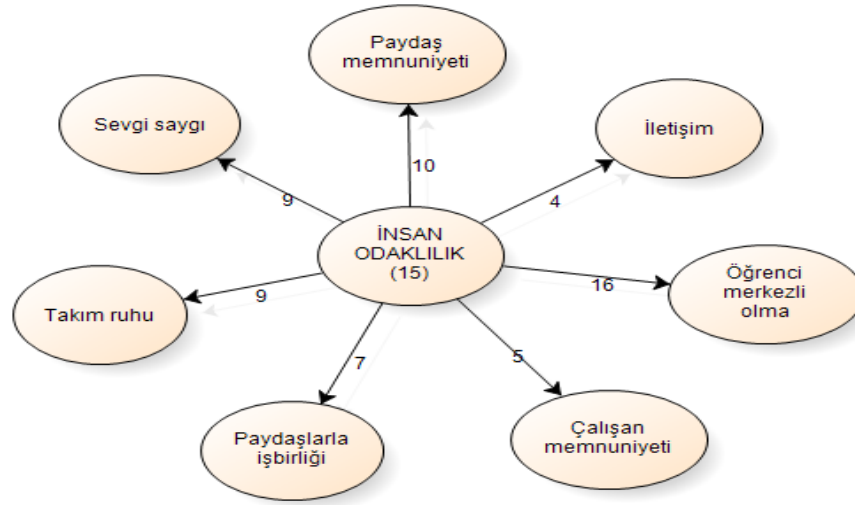 Paydaş
memnuniyeti
Sevgi saygı
İletişim
10
9
4
İNSAN
ODAKLILIK
(15)
Öğrenci
merkezli
olma
16
Takım ruhu
9
7
5
Paydaşlarla
işbirliği
Çalışan
memnuniyeti